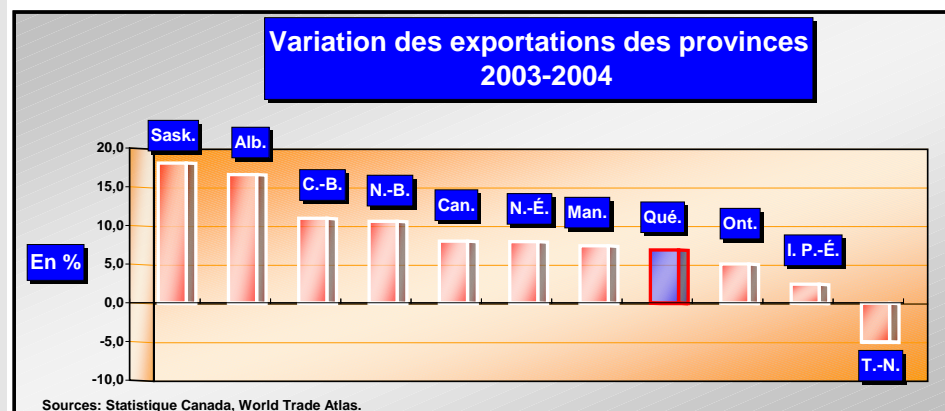 Variation des exportations des provinces
2003-2004
Sask.
Alb.
C.-B.
N.-B.
Can.
N.-É.
Man.
Qué.
Ont.
I. P.-É.
T.-N.
20,0
15,0
10,0
5,0
0,0
-5,0
-10,0
En %
Sources: Statistique Canada, World Trade Atlas.